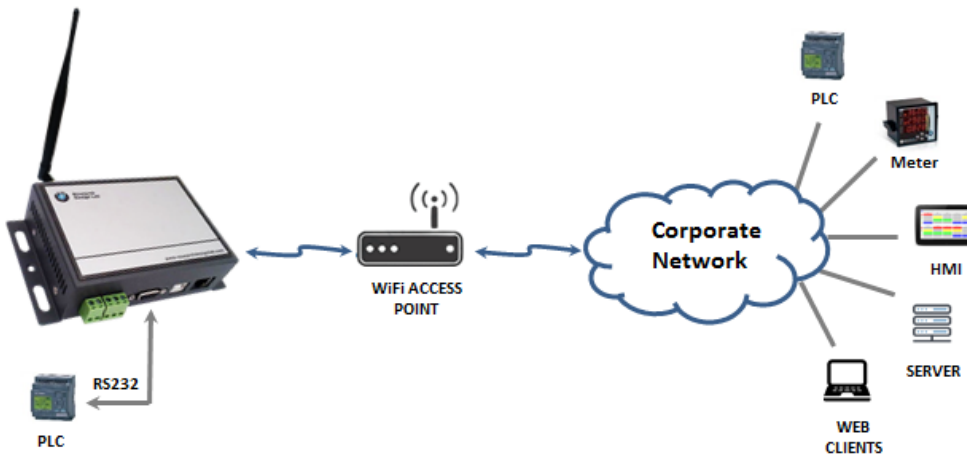 PLC
Meter
HMI
SERVER
WEB
CLIENTS
Corporate
Network
WiFi ACCESS
POINT
RS232
PLC